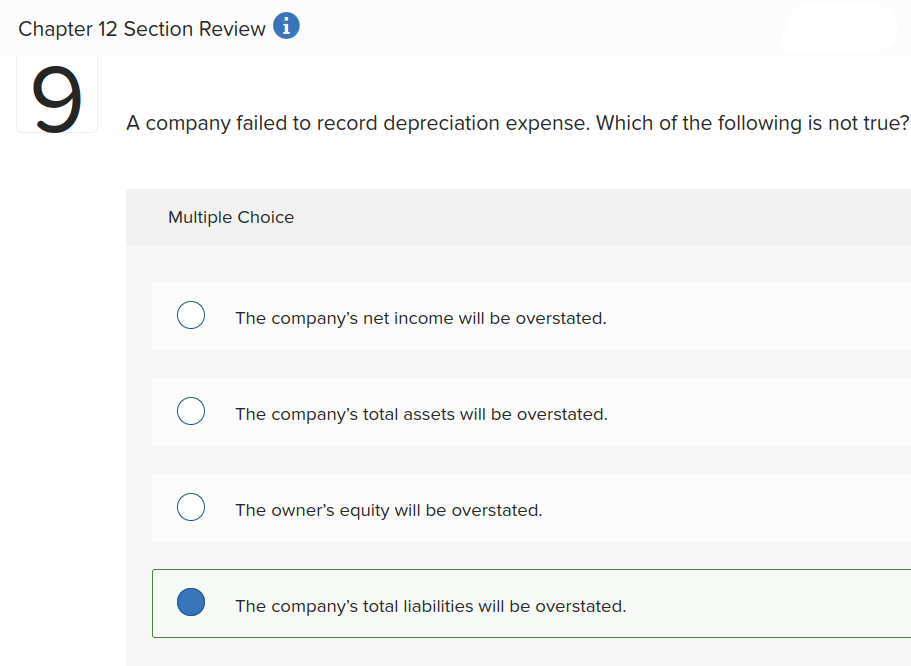 Chapter 12 Section Review i
9
A company failed to record depreciation expense. Which of the following is not true?
Multiple Choice
The company’s net income will be overstated.
The company’s total assets will be overstated.
The owner’s equity will be overstated.
The company’s total liabilities will be overstated.